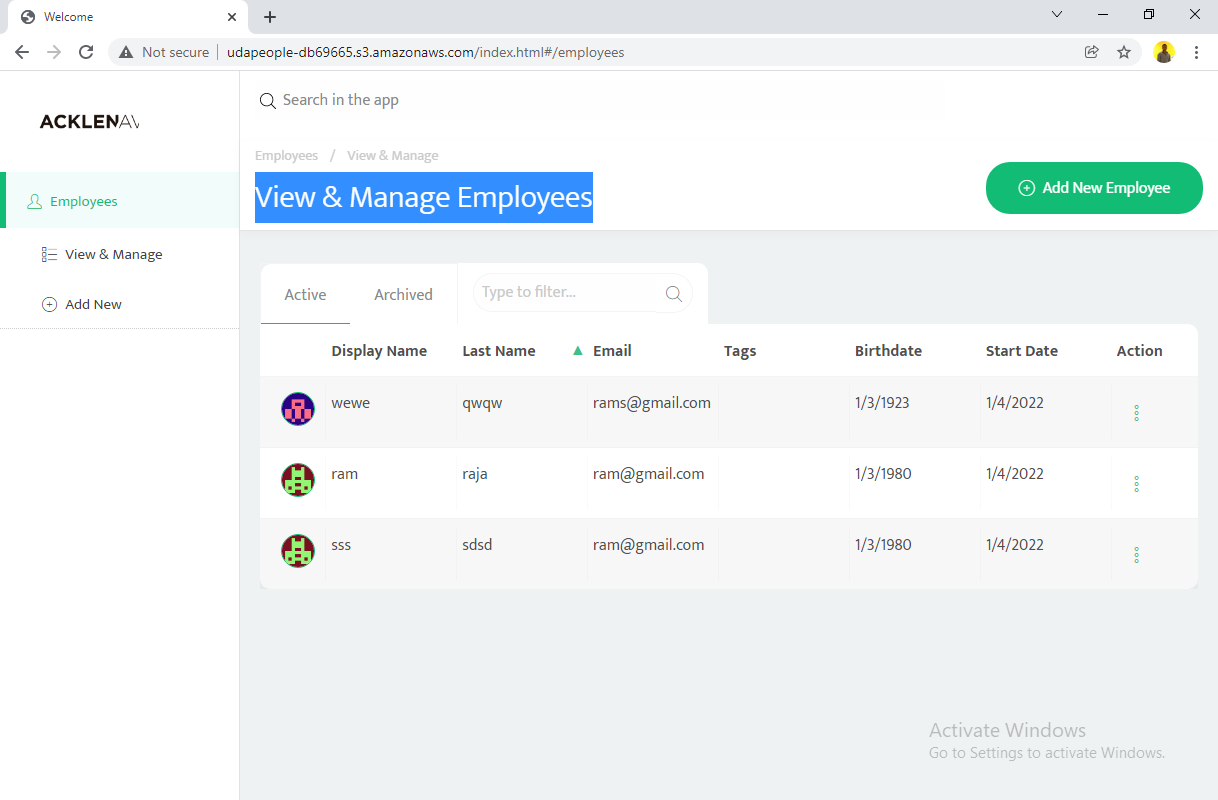 Welcome
Not secure
udapeople-db69665.s3.amazonaws.com/index.html#/employees
ACKLENAV
Search in the app
Employees / View & Manage
View & Manage Employees
Add New Employee
Employees
View & Manage
Add New
Active
Archived
Type to filter...
Display Name Last Name Email Tags Birthdate Start Date Action
wewe qwqw rams@gmail.com 1/3/1923 1/4/2022
ram raja ram@gmail.com 1/3/1980 1/4/2022
sss sdsd ram@gmail.com 1/3/1980 1/4/2022
Activate Windows
Go to Settings to activate Windows.